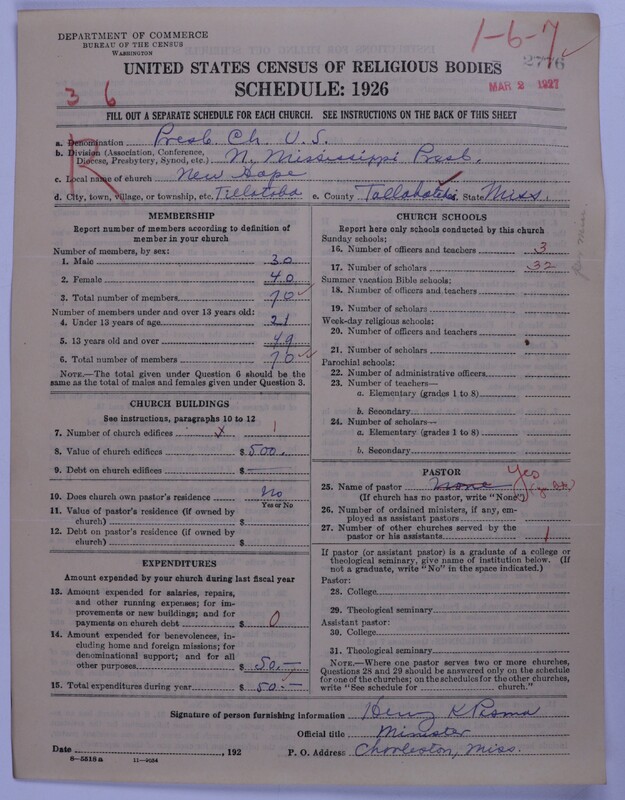 DEPARTMENT OF COMMERCE
BUREAU OF THE CENSUS
WASHINGTON
1-6-7
2776
UNITED STATES CENSUS OF RELIGIOUS BODIES
MAR 2 1927
SCHEDULE: 1926
3 6
FILL OUT A SEPARATE SCHEDULE FOR EACH CHURCH. SEE INSTRUCTIONS ON THE BACK OF THIS SHEET
R
a. Denomination Presb. Ch. U.S.
b. Division (Association, Conference, Diocese, Presbytery, Synod, etc.) N. Mississippi Presb.
c. Local name of church New Hope
d. City, town, village, or township, etc. Tillatoba e. County Tallahatchie State Miss.
MEMBERSHIP
Report number of members according to definition of
member in your church
Number of members, by sex:
1. Male 30
2. Female 40
3. Total number of members 70
Number of members under and over 13 years old:
4. Under 13 years of age 21
5. 13 years old and over 49
6. Total number of members 70
NOTE.—The total given under Question 6 should be the
same as the total of males and females given under Question 3.
CHURCH BUILDINGS
See instructions, paragraphs 10 to 12
7. Number of church edifices x 1
8. Value of church edifices $ 500.
9. Debt on church edifices $ —
10. Does church own pastor's residence No
Yes or No
11. Value of pastor's residence (if owned by
church) $
12. Debt on pastor's residence (if owned by
church) $
EXPENDITURES
Amount expended by your church during last fiscal year
13. Amount expended for salaries, repairs,
and other running expenses; for im-
provements or new buildings; and for
payments on church debt $ 0
14. Amount expended for benevolences, in-
cluding home and foreign missions; for
denominational support; and for all
other purposes $ 50.—
15. Total expenditures during year $ 50.—
CHURCH SCHOOLS
Report here only schools conducted by this church
Sunday schools:
16. Number of officers and teachers 3
17. Number of scholars 32
Summer vacation Bible schools:
18. Number of officers and teachers
19. Number of scholars
Week-day religious schools:
20. Number of officers and teachers
21. Number of scholars
Parochial schools:
22. Number of administrative officers
23. Number of teachers—
a. Elementary (grades 1 to 8)
b. Secondary
24. Number of scholars—
a. Elementary (grades 1 to 8)
b. Secondary
PASTOR
Yes
25. Name of pastor None
(If church has no pastor, write "None")
26. Number of ordained ministers, if any, em-
ployed as assistant pastors
27. Number of other churches served by the
pastor or his assistants 1
If pastor (or assistant pastor) is a graduate of a college or
theological seminary, give name of institution below. (If
not a graduate, write "No" in the space indicated.)
Pastor:
28. College
29. Theological seminary
Assistant pastor:
30. College
31. Theological seminary
NOTE.—Where one pastor serves two or more churches,
Questions 28 and 29 should be answered only on the schedule
for one of the churches; on the schedules for the other churches,
write "See schedule for church."
Signature of person furnishing information Henry K
Official title Minister
Date , 192 P. O. Address Charleston, Miss.
8-5518a 11-9034